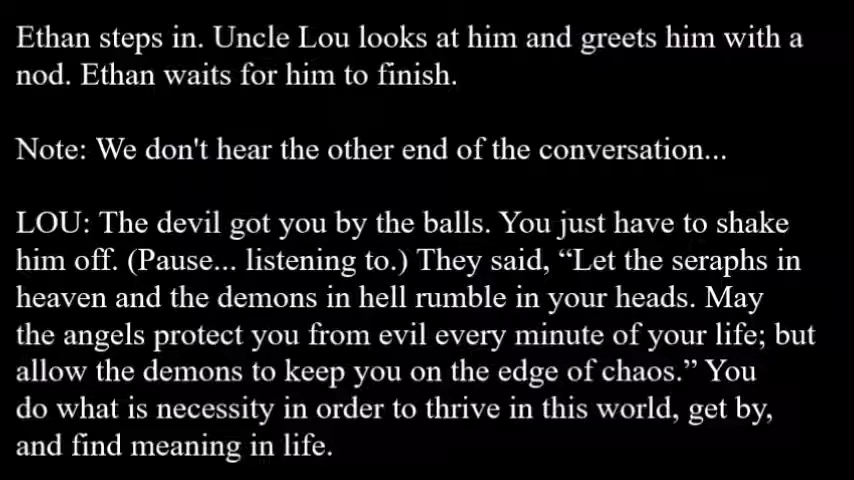 Ethan steps in. Uncle Lou looks at him and greets him with a
nod. Ethan waits for him to finish.
Note: We don't hear the other end of the conversation...
LOU: The devil got you by the balls. You just have to shake
him off. (Pause... listening to.) They said, “Let the seraphs in
heaven and the demons in hell rumble in your heads. May
the angels protect you from evil every minute of your life; but
allow the demons to keep you on the edge of chaos.” You
do what is necessity in order to thrive in this world, get by,
and find meaning in life.